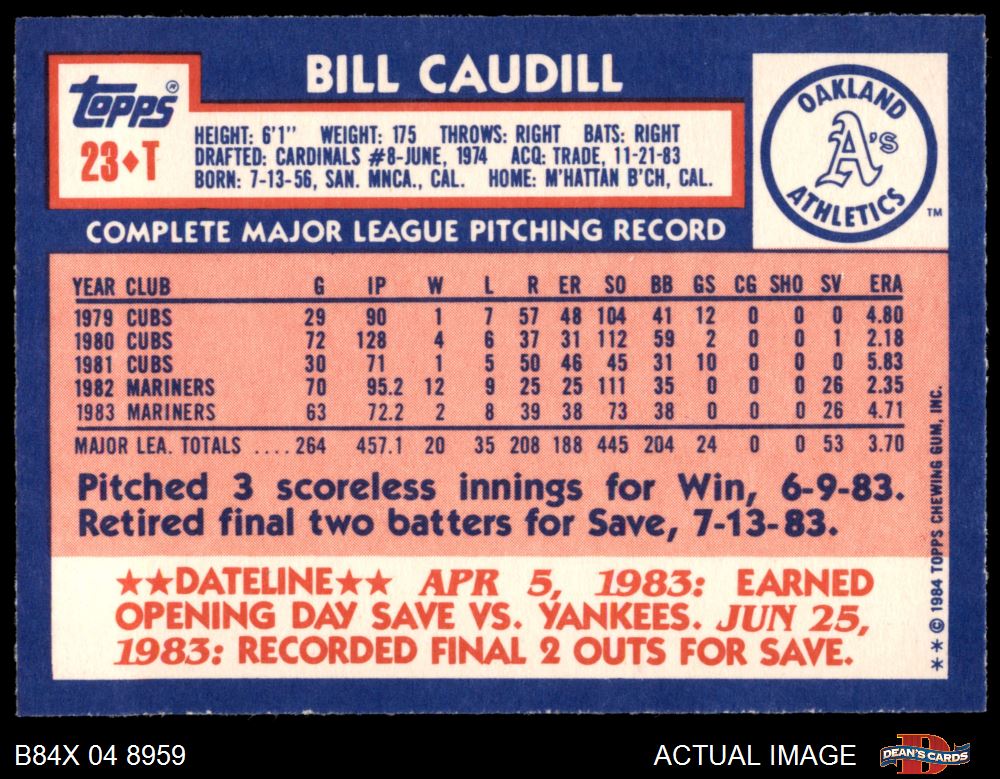 BILL CAUDILL
Topps®
23♦T
HEIGHT: 6'1" WEIGHT: 175 THROWS: RIGHT BATS: RIGHT
DRAFTED: CARDINALS #8-JUNE, 1974 ACQ: TRADE, 11-21-83
BORN: 7-13-56, SAN. MNCA., CAL. HOME: M'HATTAN B'CH, CAL.
OAKLAND
A's
ATHLETICS
TM
COMPLETE MAJOR LEAGUE PITCHING RECORD
YEAR CLUB G IP W L R ER SO BB GS CG SHO SV ERA
1979 CUBS 29 90 1 7 57 48 104 41 12 0 0 0 4.80
1980 CUBS 72 128 4 6 37 31 112 59 2 0 0 1 2.18
1981 CUBS 30 71 1 5 50 46 45 31 10 0 0 0 5.83
1982 MARINERS 70 95.2 12 9 25 25 111 35 0 0 0 26 2.35
1983 MARINERS 63 72.2 2 8 39 38 73 38 0 0 0 26 4.71
MAJOR LEA. TOTALS ....264 457.1 20 35 208 188 445 204 24 0 0 53 3.70
Pitched 3 scoreless innings for Win, 6-9-83.
Retired final two batters for Save, 7-13-83.
★★DATELINE★★ APR 5, 1983: EARNED
OPENING DAY SAVE VS. YANKEES. JUN 25,
1983: RECORDED FINAL 2 OUTS FOR SAVE.
**© 1984 TOPPS CHEWING GUM, INC.
B84X 04 8959
ACTUAL IMAGE
DEAN'S CARDS